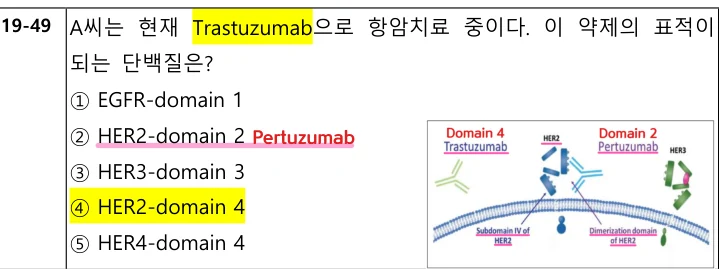 19-49
A씨는 현재 Trastuzumab으로 항암치료 중이다. 이 약제의 표적이
되는 단백질은?
① EGFR-domain 1
② HER2-domain 2 Pertuzumab
③ HER3-domain 3
④ HER2-domain 4
⑤ HER4-domain 4
Domain 4
Trastuzumab
HER2
Domain 2
Pertuzumab
HER3
Subdomain IV of
HER2
Dimerization domain
of HER2